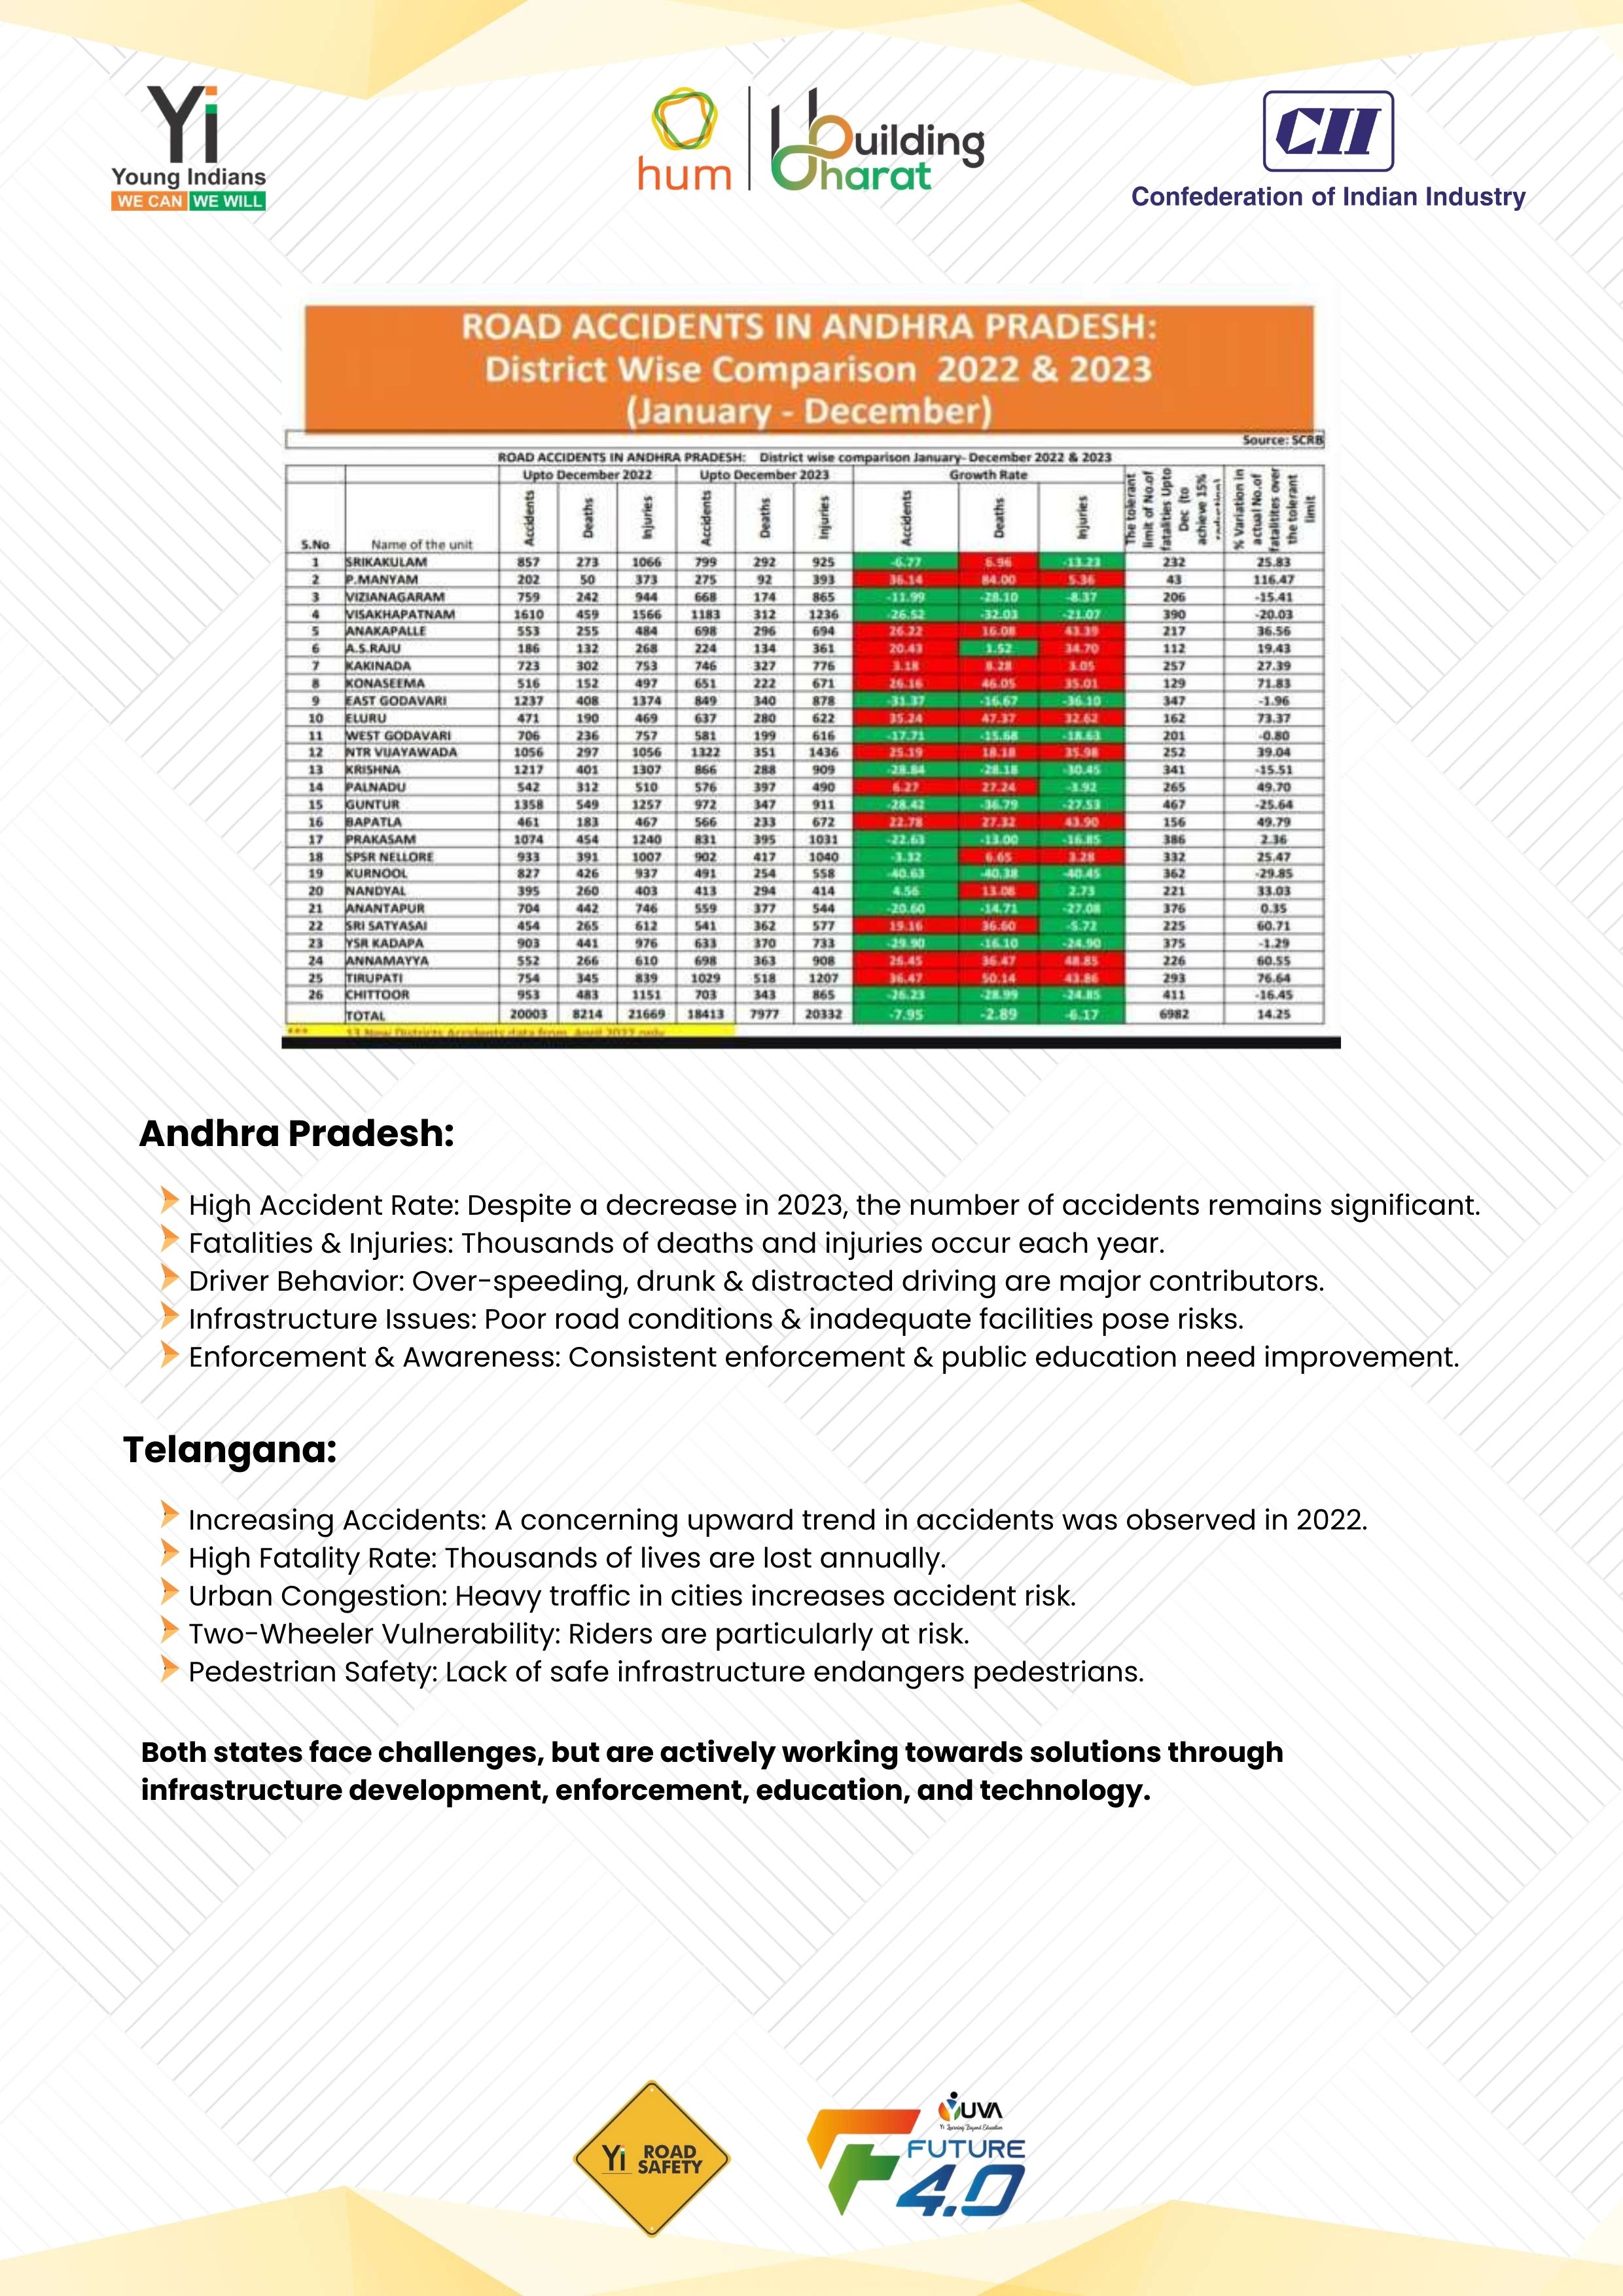 Yi
Young Indians
WE CAN WE WILL
hum
Building
Bharat
CII
Confederation of Indian Industry
ROAD ACCIDENTS IN ANDHRA PRADESH:
District Wise Comparison 2022 & 2023
(January - December)
Source: SCRB
ROAD ACCIDENTS IN ANDHRA PRADESH: District wise comparison January- December 2022 & 2023
Upto December 2022 Upto December 2023 Growth Rate
S.No Name of the unit Accidents Deaths Injuries Accidents Deaths Injuries Accidents Deaths Injuries The tolerant limit of No.of fatalities Upto Dec (to achieve 15% % Variation in actual No.of fatalitites over the tolerant limit
1 SRIKAKULAM 857 273 1066 799 292 925 -6.77 6.96 -13.23 232 25.83
2 P.MANYAM 202 50 373 275 92 393 36.14 84.00 5.36 43 116.47
3 VIZIANAGARAM 759 242 944 668 174 865 -11.99 -28.10 -8.37 206 -15.41
4 VISAKHAPATNAM 1610 459 1566 1183 312 1236 -26.52 -32.03 -21.07 390 -20.03
5 ANAKAPALLE 553 255 484 698 296 694 26.22 16.08 43.39 217 36.56
6 A.S.RAJU 186 132 268 224 134 361 20.43 1.52 34.70 112 19.43
7 KAKINADA 723 302 753 746 327 776 3.18 8.28 3.05 257 27.39
8 KONASEEMA 516 152 497 651 222 671 26.16 46.05 35.01 129 71.83
9 EAST GODAVARI 1237 408 1374 849 340 878 -31.37 -16.67 -36.10 347 -1.96
10 ELURU 471 190 469 637 280 622 35.24 47.37 32.62 162 73.37
11 WEST GODAVARI 706 236 757 581 199 616 -17.71 -15.68 -18.63 201 -0.80
12 NTR VIJAYAWADA 1056 297 1056 1322 351 1436 25.19 18.18 35.98 252 39.04
13 KRISHNA 1217 401 1307 866 288 909 -28.84 -28.18 -30.45 341 -15.51
14 PALNADU 542 312 510 576 397 490 6.27 27.24 -3.92 265 49.70
15 GUNTUR 1358 549 1257 972 347 911 -28.42 -36.79 -27.53 467 -25.64
16 BAPATLA 461 183 467 566 233 672 22.78 27.32 43.90 156 49.79
17 PRAKASAM 1074 454 1240 831 395 1031 -22.63 -13.00 -16.85 386 2.36
18 SPSR NELLORE 933 391 1007 902 417 1040 -3.32 6.65 3.28 332 25.47
19 KURNOOL 827 426 937 491 254 558 -40.63 -40.38 -40.45 362 -29.85
20 NANDYAL 395 260 403 413 294 414 4.56 13.08 2.73 221 33.03
21 ANANTAPUR 704 442 746 559 377 544 -20.60 -14.71 -27.08 376 0.35
22 SRI SATYASAI 454 265 612 541 362 577 19.16 36.60 -5.72 225 60.71
23 YSR KADAPA 903 441 976 633 370 733 -29.90 -16.10 -24.90 375 -1.29
24 ANNAMAYYA 552 266 610 698 363 908 26.45 36.47 48.85 226 60.55
25 TIRUPATI 754 345 839 1029 518 1207 36.47 50.14 43.86 293 76.64
26 CHITTOOR 953 483 1151 703 343 865 -26.23 -28.99 -24.85 411 -16.45
TOTAL 20003 8214 21669 18413 7977 20332 -7.95 -2.89 -6.17 6982 14.25
*** 13 New Districts Accidents data from April 2022 only
Andhra Pradesh:
High Accident Rate: Despite a decrease in 2023, the number of accidents remains significant.
Fatalities & Injuries: Thousands of deaths and injuries occur each year.
Driver Behavior: Over-speeding, drunk & distracted driving are major contributors.
Infrastructure Issues: Poor road conditions & inadequate facilities pose risks.
Enforcement & Awareness: Consistent enforcement & public education need improvement.
Telangana:
Increasing Accidents: A concerning upward trend in accidents was observed in 2022.
High Fatality Rate: Thousands of lives are lost annually.
Urban Congestion: Heavy traffic in cities increases accident risk.
Two-Wheeler Vulnerability: Riders are particularly at risk.
Pedestrian Safety: Lack of safe infrastructure endangers pedestrians.
Both states face challenges, but are actively working towards solutions through
infrastructure development, enforcement, education, and technology.
Yi ROAD
SAFETY
YUVA
Yi Learning Beyond Education
FUTURE
4.0